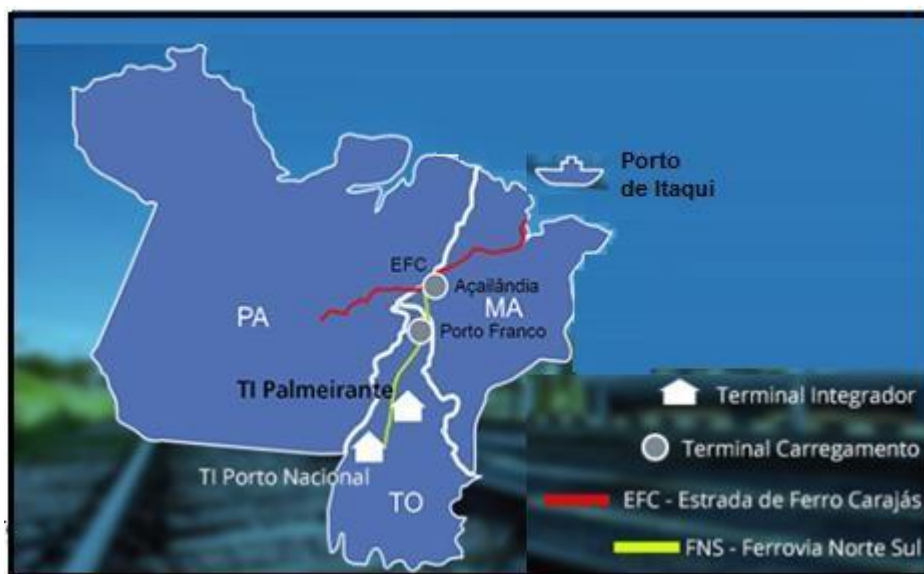 Porto
de Itaqui
EFC
Açailândia
PA
MA
Porto Franco
TI Palmeirante
TI Porto Nacional
TO
Terminal Integrador
Terminal Carregamento
EFC - Estrada de Ferro Carajás
FNS - Ferrovia Norte Sul